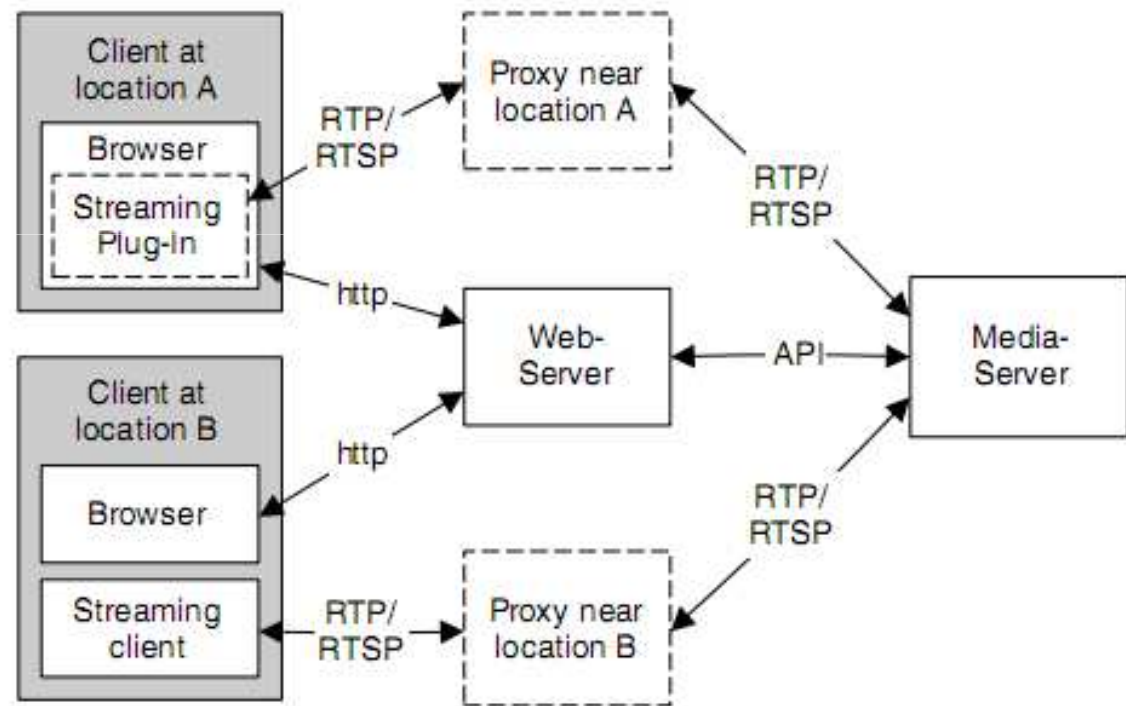 Client at
location A
Browser
Streaming
Plug-In
RTP/
RTSP
Proxy near
location A
RTP/
RTSP
http
Web-
Server
API
Media-
Server
Client at
location B
http
Browser
Streaming
client
RTP/
RTSP
Proxy near
location B
RTP/
RTSP